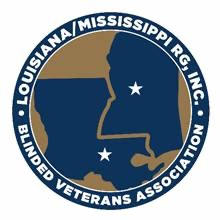 LOUISIANA/MISSISSIPPI RG, INC.
BLINDED VETERANS ASSOCIATION